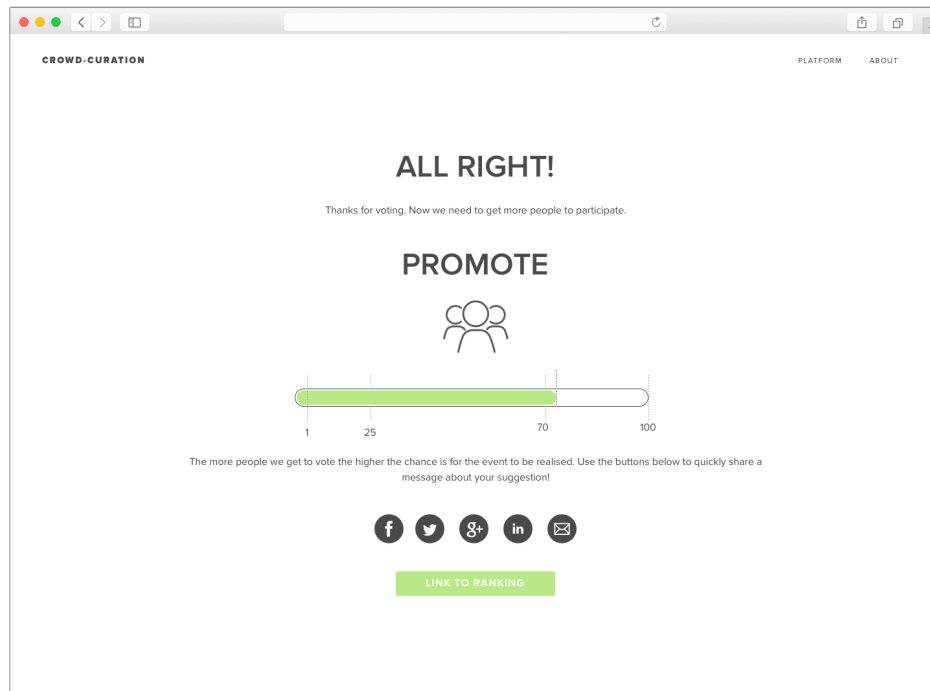 CROWD-CURATION
PLATFORM ABOUT
ALL RIGHT!
Thanks for voting. Now we need to get more people to participate.
PROMOTE
1 25 70 100
The more people we get to vote the higher the chance is for the event to be realised. Use the buttons below to quickly share a
message about your suggestion!
f g+ in
LINK TO RANKING